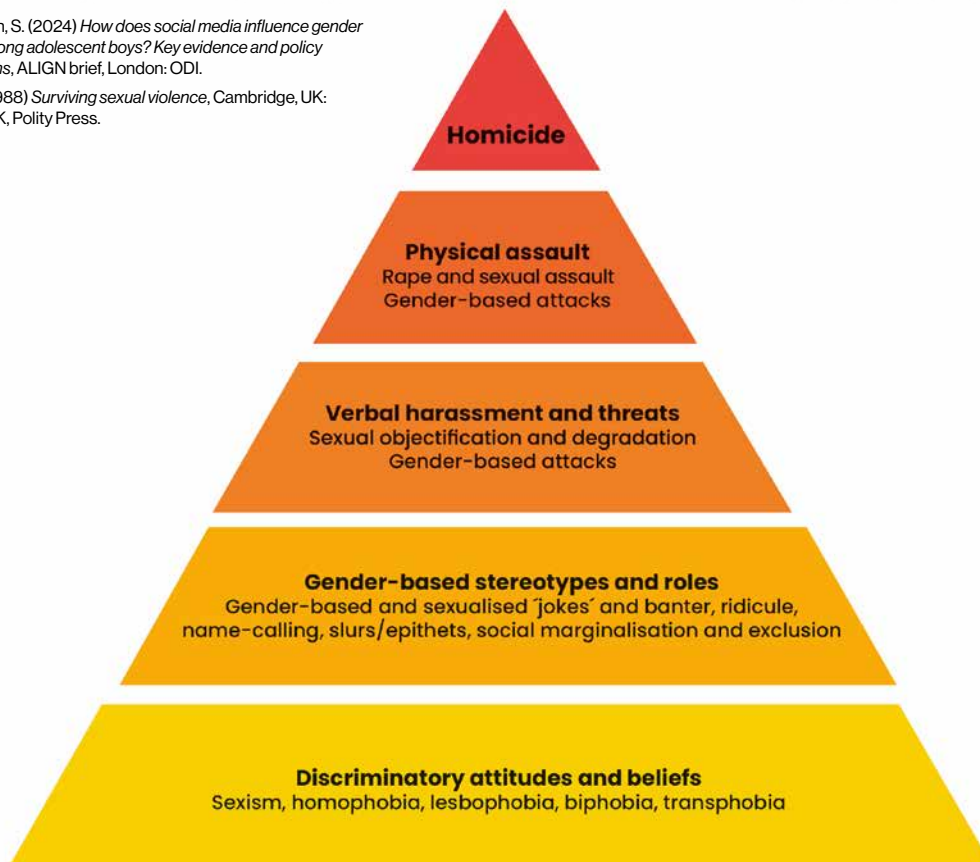 S. (2024) How does social media influence gender
adolescent boys? Key evidence and policy
ALIGN brief, London: ODI.
Surviving sexual violence, Cambridge, UK:
Polity Press.
Homicide
Physical assault
Rape and sexual assault
Gender-based attacks
Verbal harassment and threats
Sexual objectification and degradation
Gender-based attacks
Gender-based stereotypes and roles
Gender-based and sexualised ´jokes´ and banter, ridicule,
name-calling, slurs/epithets, social marginalisation and exclusion
Discriminatory attitudes and beliefs
Sexism, homophobia, lesbophobia, biphobia, transphobia